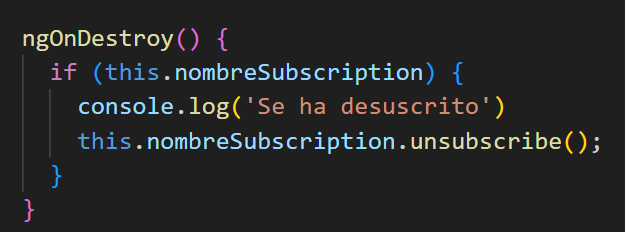 ngOnDestroy() {
  if (this.nombreSubscription) {
    console.log('Se ha desuscrito')
    this.nombreSubscription.unsubscribe();
  }
}